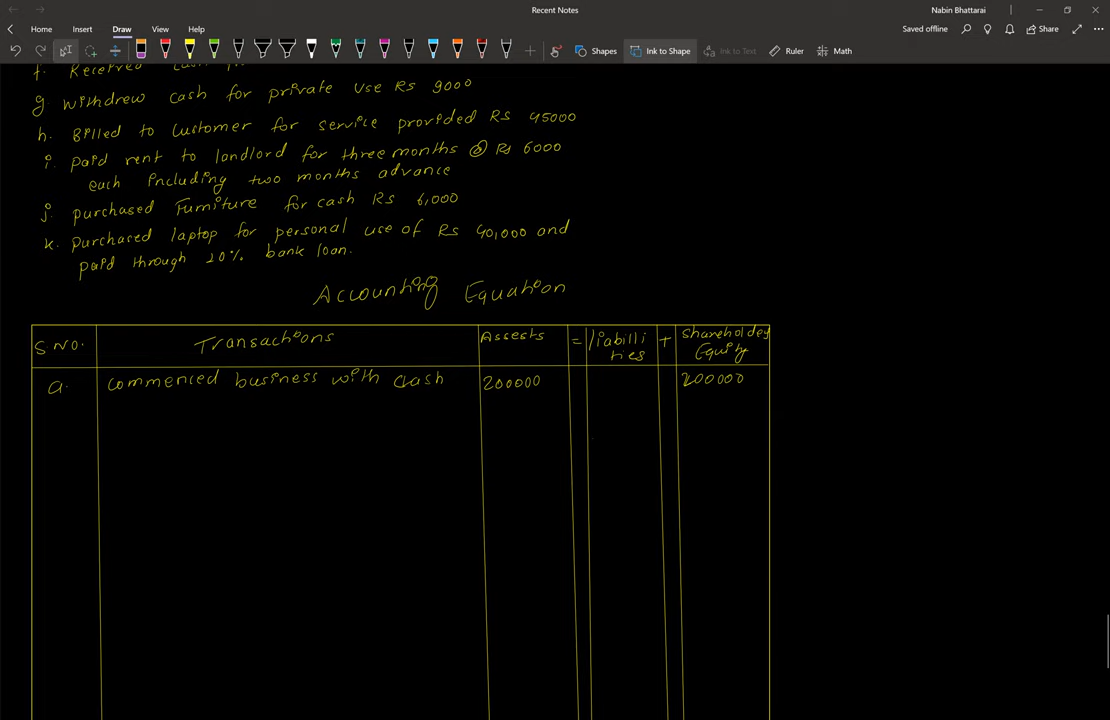 Recent Notes
Nabin Bhattarai
Home Draw View Help
Saved offline
Share
Shapes
Ink to Shape
Ink to Text
Ruler
Math
f. Received cash
g. Withdrew cash for private use Rs 9000
h. Billed to customer for service provided Rs 45000
i. paid rent to landlord for three months @ Rs 6000
each including two months advance
j. purchased Furniture for cash Rs 6,000
k. purchased laptop for personal use of Rs 40,000 and
paid through 20% bank loan.
Accounting Equation
S.No. Transactions Assests = liabilli + Shareholders
ties Equity
a. Commenced business with cash 200000 200000